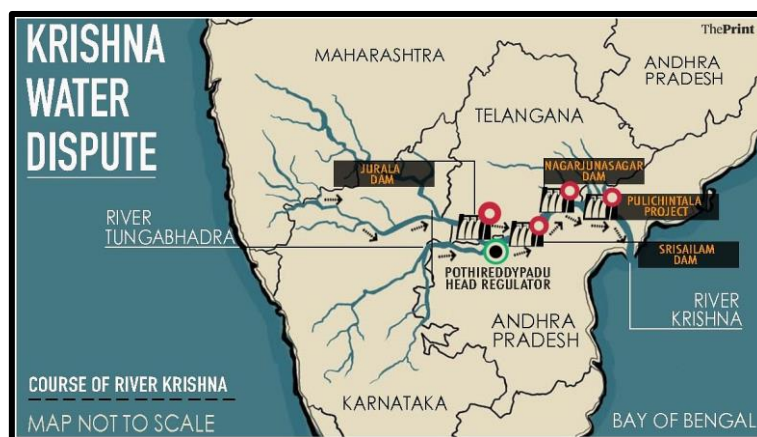 KRISHNA
WATER
DISPUTE
ThePrint
MAHARASHTRA
ANDHRA
PRADESH
TELANGANA
JURALA
DAM
NAGARJUNASAGAR
DAM
PULICHINTALA
PROJECT
RIVER
TUNGABHADRA
SRISAILAM
DAM
POTHIREDDYPADU
HEAD REGULATOR
RIVER
KRISHNA
ANDHRA
PRADESH
COURSE OF RIVER KRISHNA
KARNATAKA
MAP NOT TO SCALE
BAY OF BENGAL